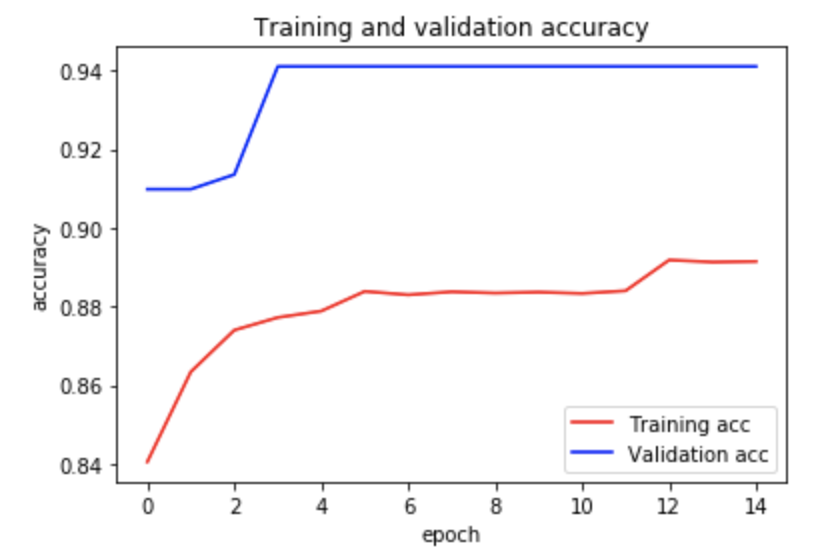 Training and validation accuracy
0.94
0.92
0.90
0.88
0.86
0.84
accuracy
Training acc
Validation acc
0 2 4 6 8 10 12 14
epoch